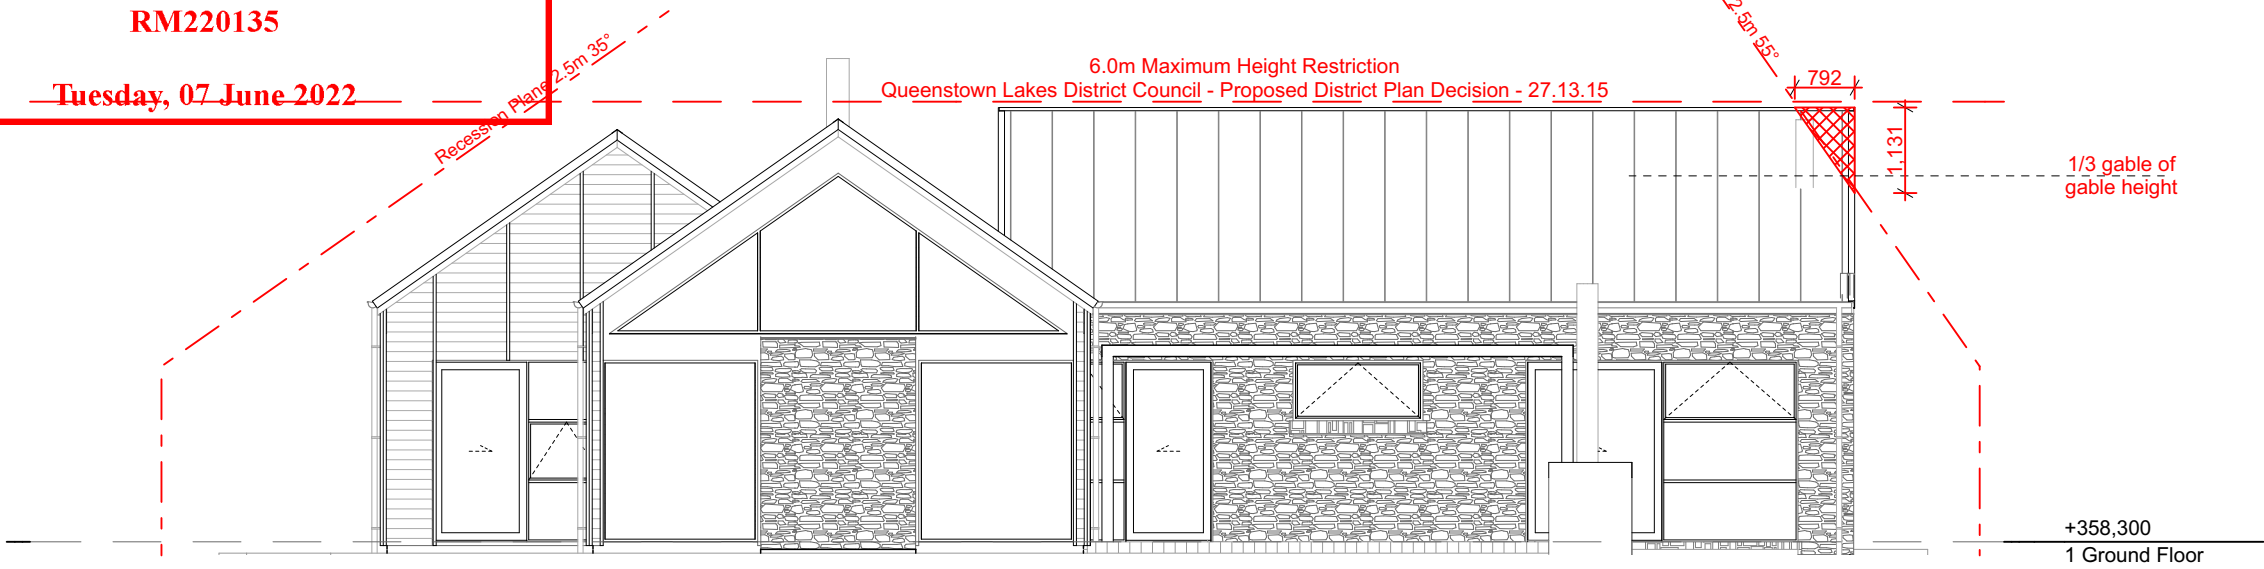 RM220135
Tuesday, 07 June 2022
Recession Plane 2.5m 35°
6.0m Maximum Height Restriction
Queenstown Lakes District Council - Proposed District Plan Decision - 27.13.15
2.5m 55°
792
1,131
1/3 gable of
gable height
+358,300
1 Ground Floor